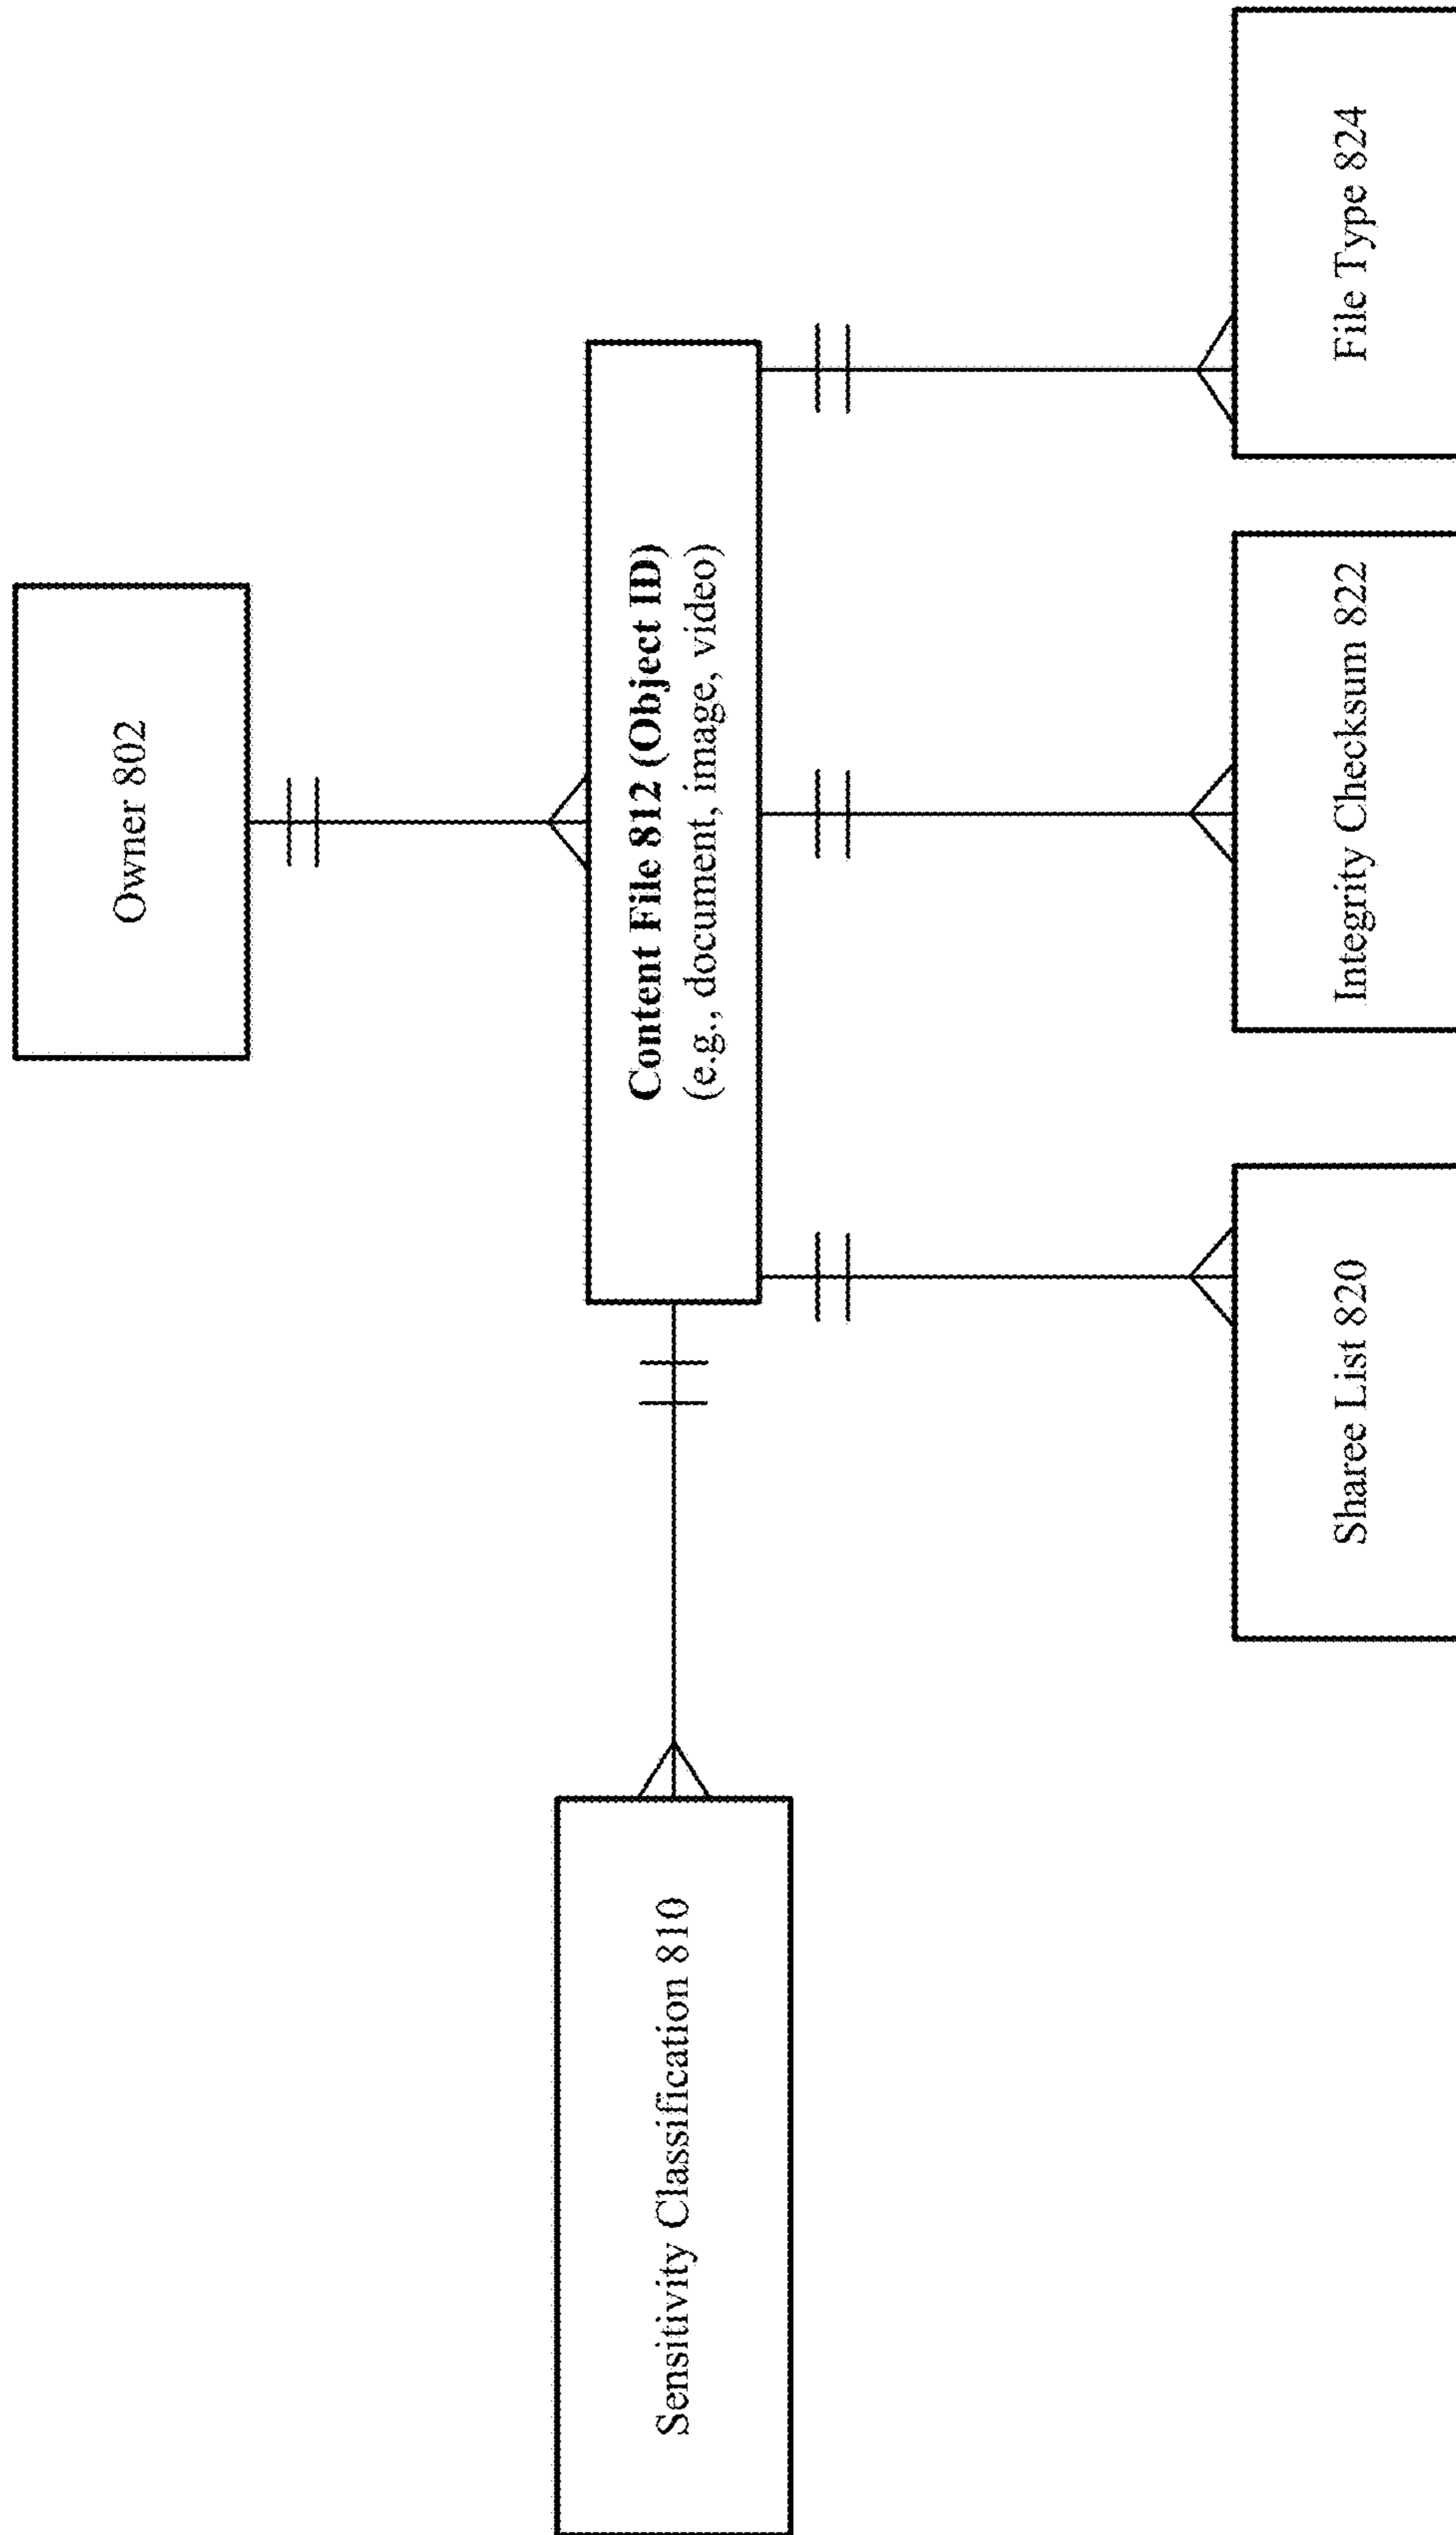 Owner 802
Sensitivity Classification 810
Content File 812 (Object ID)
(e.g., document, image, video)
Sharee List 820
Integrity Checksum 822
File Type 824